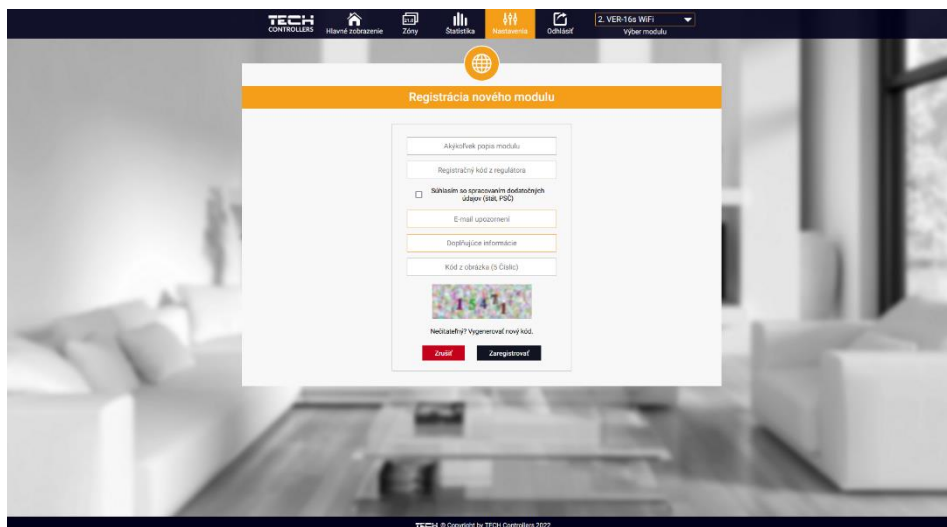 TECH
CONTROLLERS
Hlavné zobrazenie
Zóny
Štatistika
Nastavenia
Odhlásiť
2. VER-16s WiFi
Výber modulu
Registrácia nového modulu
Akýkoľvek popis modulu
Registračný kód z regulátora
Súhlasím so spracovaním dodatočných
údajov (štát, PSČ)
E-mail upozornení
Doplňujúce informácie
Kód z obrázka (5 Číslic)
Nečitateľný? Vygenerovať nový kód.
Zrušiť
Zaregistrovať
TECH © Copyright by TECH Controllers 2022